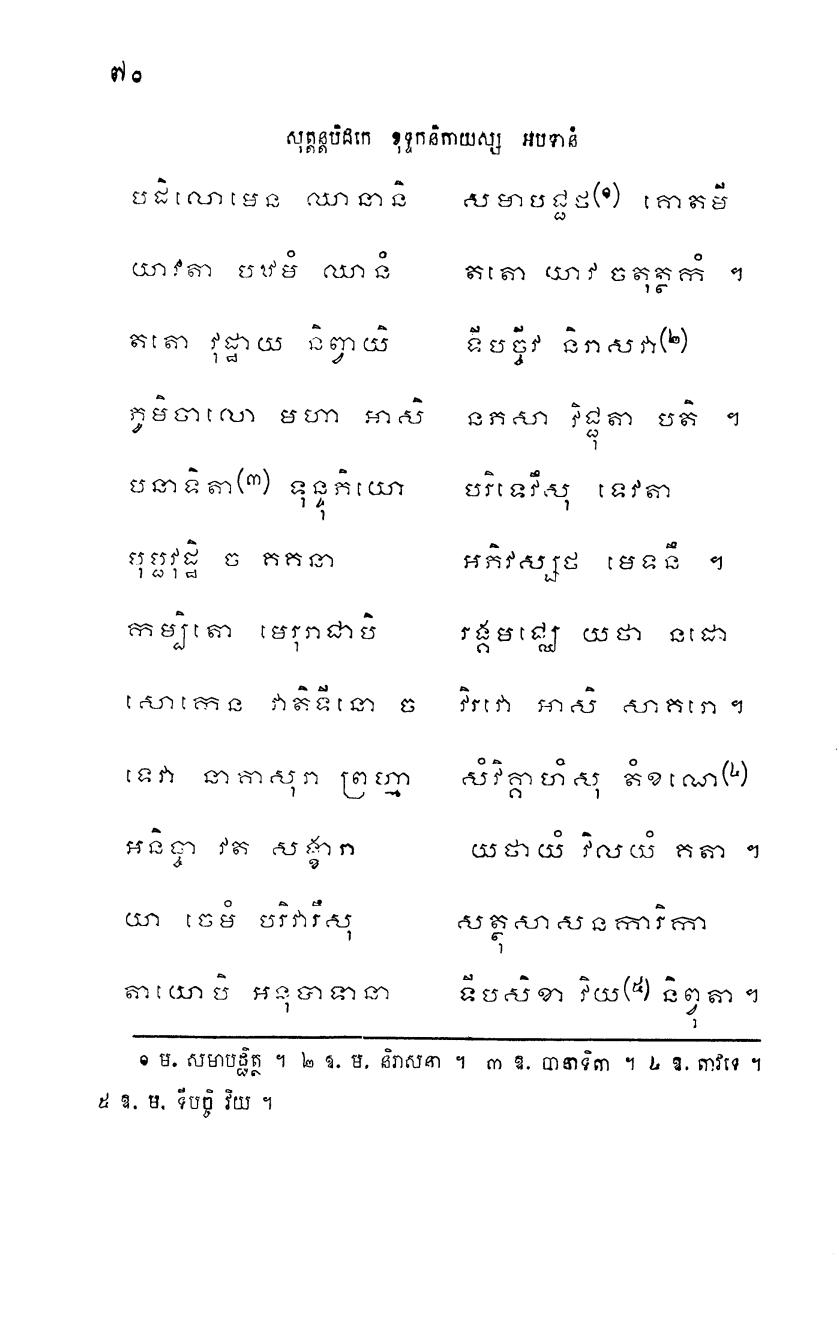 ៧០
សុត្តន្តបិដកេ ខុទ្ទកនិកាយស្ស អបទានំ
បដិលោមេន ឈានានិ សមាបជ្ជថ(១) គោតមី
យាវតា បឋមំ ឈានំ តតោ យាវ ចតុត្ថកំ ។
តតោ វុដ្ឋាយ និព្វាយិ ទីបច្ចីវ និរាសវា(២)
ភូមិចាលោ មហា អាសិ នភសា វិជ្ជុតា បតិ ។
បនាទិតា(៣) ទុន្ទុភិយោ បរិទេវឹសុ ទេវតា
បុប្ផវុដ្ឋិ ច គគនា អភិវស្សថ មេទនឹ ។
កម្បិតោ មេរុរាជាបិ រង្គមជ្ឈេ យថា នដោ
សោកេន វាតិទីនោ ច វិរវោ អាសិ សាគរោ ។
ទេវា នាគាសុរា ព្រហ្មា សំវិគ្គាហំសុ តំខណេ(៤)
អនិច្ចា វត សង្ខារា យថាយំ វិលយំ គតា ។
យា ចេមំ បរិវារឹសុ សត្ថុសាសនការិកា
តាយោបិ អនុបាទានា ទីបសិខា វិយ(៥) និព្វុតា ។
១ ម. សមាបជ្ជិត្ថ ។ ២ ឱ. ម. និរាសនា ។ ៣ ឱ. បានាទិតា ។ ៤ ឱ. តាវទេ ។
៥ ឱ. ម. ទីបច្ចិ វិយ ។